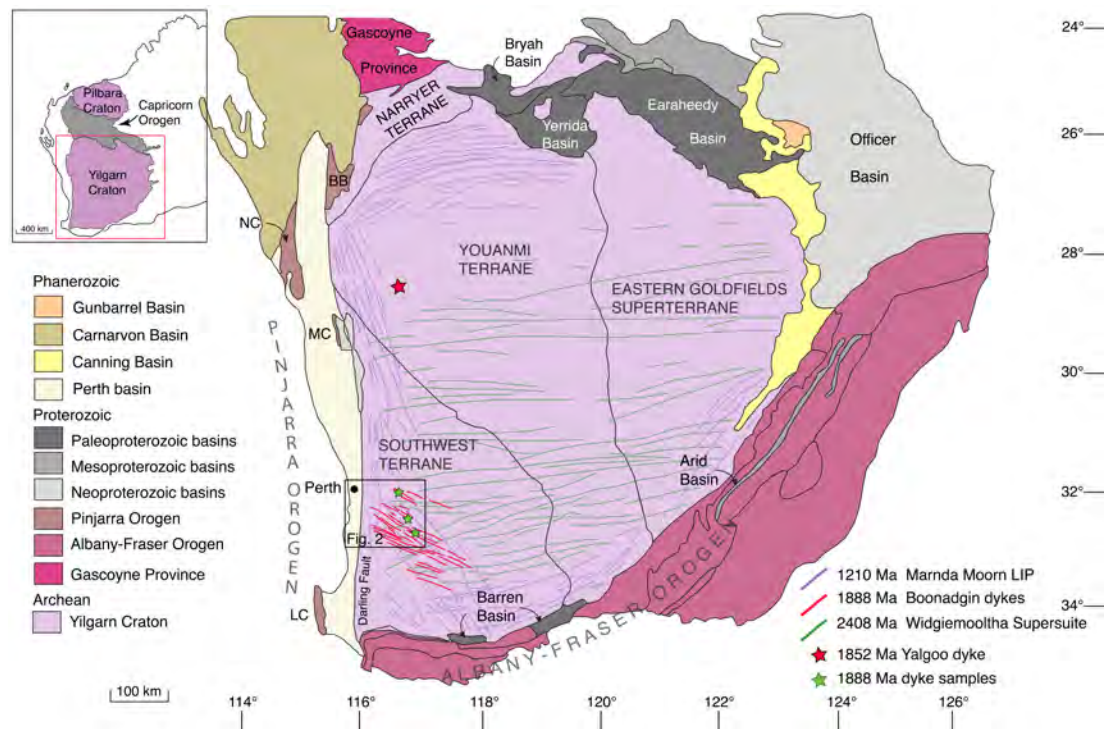 Pilbara
Craton
Capricorn
Orogen
Yilgarn
Craton
400 km
Phanerozoic
Gunbarrel Basin
Carnarvon Basin
Canning Basin
Perth basin
Proterozoic
Paleoproterozoic basins
Mesoproterozoic basins
Neoproterozoic basins
Pinjarra Orogen
Albany-Fraser Orogen
Gascoyne Province
Archean
Yilgarn Craton
100 km
Gascoyne
Province
Bryah
Basin
NARRYER
TERRANE
Yerrida
Basin
Earaheedy
Basin
Officer
Basin
BB
NC
YOUANMI
TERRANE
EASTERN GOLDFIELDS
SUPERTERRANE
MC
PINJARRA OROGEN
SOUTHWEST
TERRANE
Perth
Fig. 2
Arid
Basin
Darling Fault
LC
Barren
Basin
ALBANY-FRASER OROGEN
24°
26°
28°
30°
32°
34°
1210 Ma Marnda Moorn LIP
1888 Ma Boonadgin dykes
2408 Ma Widgiemooltha Supersuite
1852 Ma Yalgoo dyke
1888 Ma dyke samples
114°
116°
118°
120°
122°
124°
126°